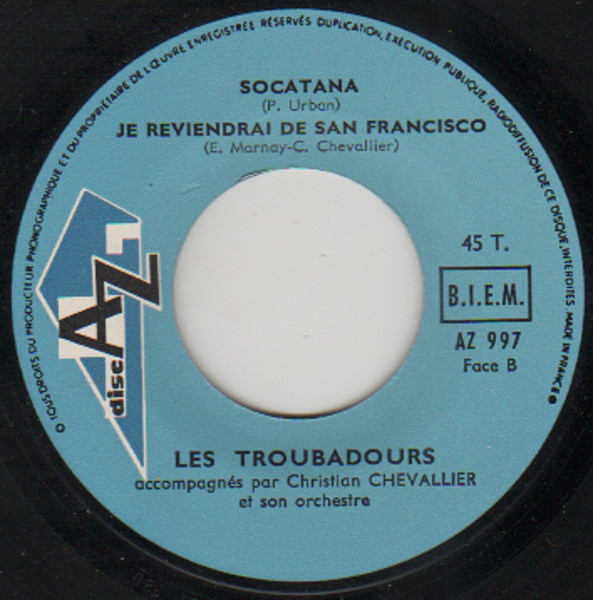 TOUS DROITS DU PRODUCTEUR PHONOGRAPHIQUE ET DU PROPRIÉTAIRE DE L'ŒUVRE ENREGISTRÉE RÉSERVÉS DUPLICATION, EXÉCUTION PUBLIQUE, RADIODIFFUSION DE CE DISQUE, INTERDITES MADE IN FRANCE
SOCATANA
(P. Urban)
JE REVIENDRAI DE SAN FRANCISCO
(E. Marnay-C. Chevallier)
disc AZ
45 T.
B.I.E.M.
AZ 997
Face B
LES TROUBADOURS
accompagnés par Christian CHEVALLIER
et son orchestre